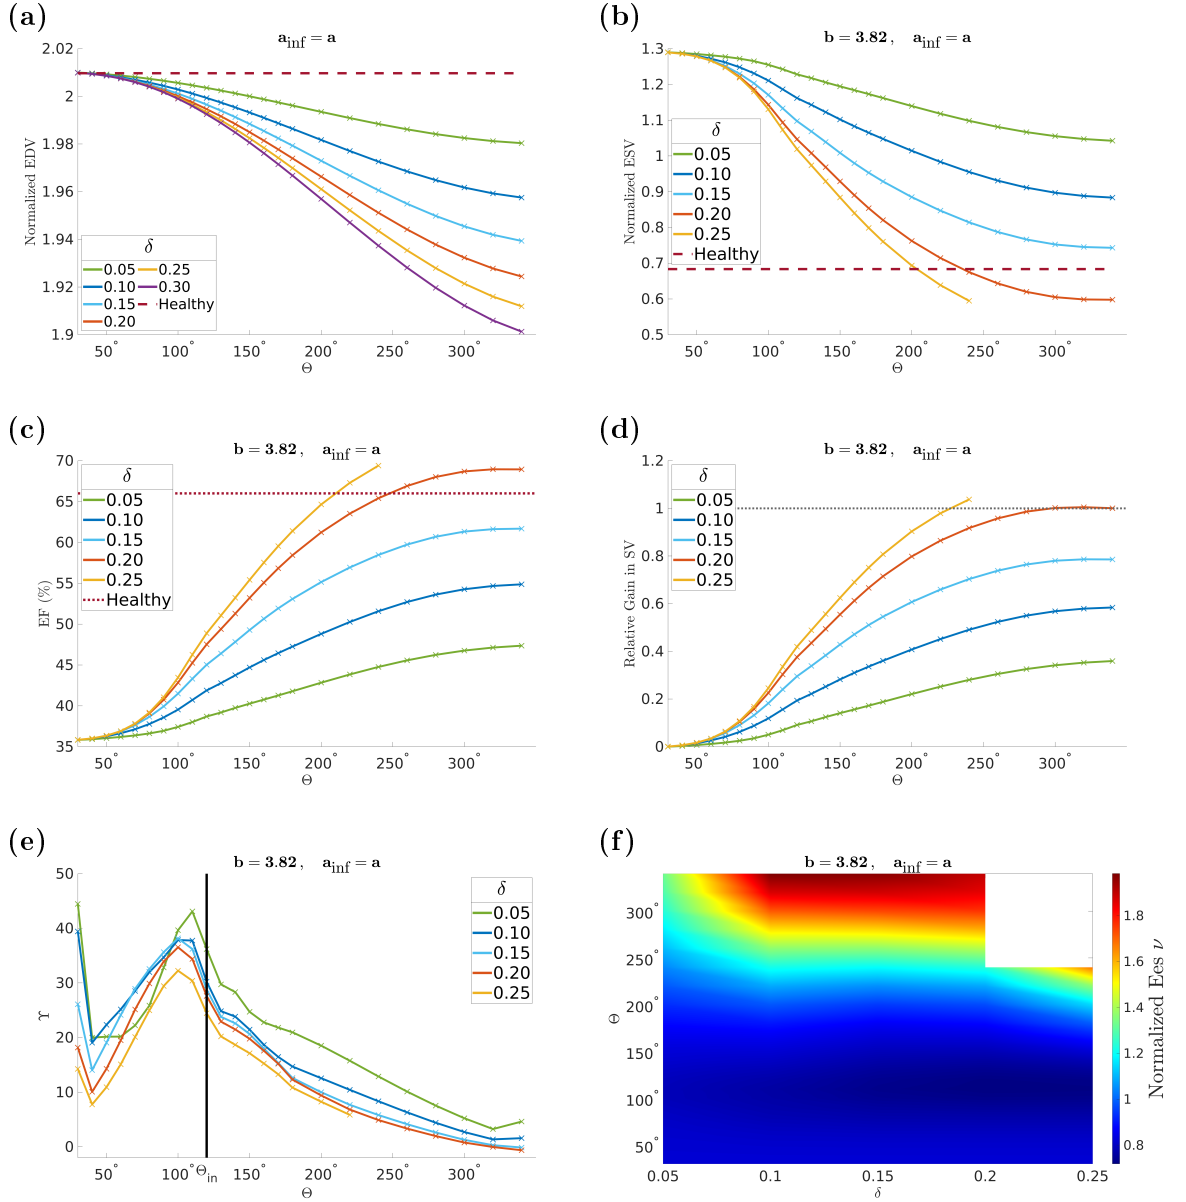 (a)
a_inf = a
2.02
2
1.98
1.96
1.94
1.92
1.9
Normalized EDV
δ
0.05 0.25
0.10 0.30
0.15 Healthy
0.20
50° 100° 150° 200° 250° 300°
Θ
(b)
b = 3.82, a_inf = a
1.3
1.2
1.1
1
0.9
0.8
0.7
0.6
0.5
Normalized ESV
δ
0.05
0.10
0.15
0.20
0.25
Healthy
50° 100° 150° 200° 250° 300°
Θ
(c)
b = 3.82, a_inf = a
70
65
60
55
50
45
40
35
EF (%)
δ
0.05
0.10
0.15
0.20
0.25
Healthy
50° 100° 150° 200° 250° 300°
Θ
(d)
b = 3.82, a_inf = a
1.2
1
0.8
0.6
0.4
0.2
0
Relative Gain in SV
δ
0.05
0.10
0.15
0.20
0.25
50° 100° 150° 200° 250° 300°
Θ
(e)
b = 3.82, a_inf = a
50
40
30
20
10
0
Υ
δ
0.05
0.10
0.15
0.20
0.25
50° 100° Θ_in 150° 200° 250° 300°
Θ
(f)
b = 3.82, a_inf = a
300°
250°
200°
150°
100°
50°
Θ
0.05 0.1 0.15 0.2 0.25
δ
1.8
1.6
1.4
1.2
1
0.8
Normalized Ees ν